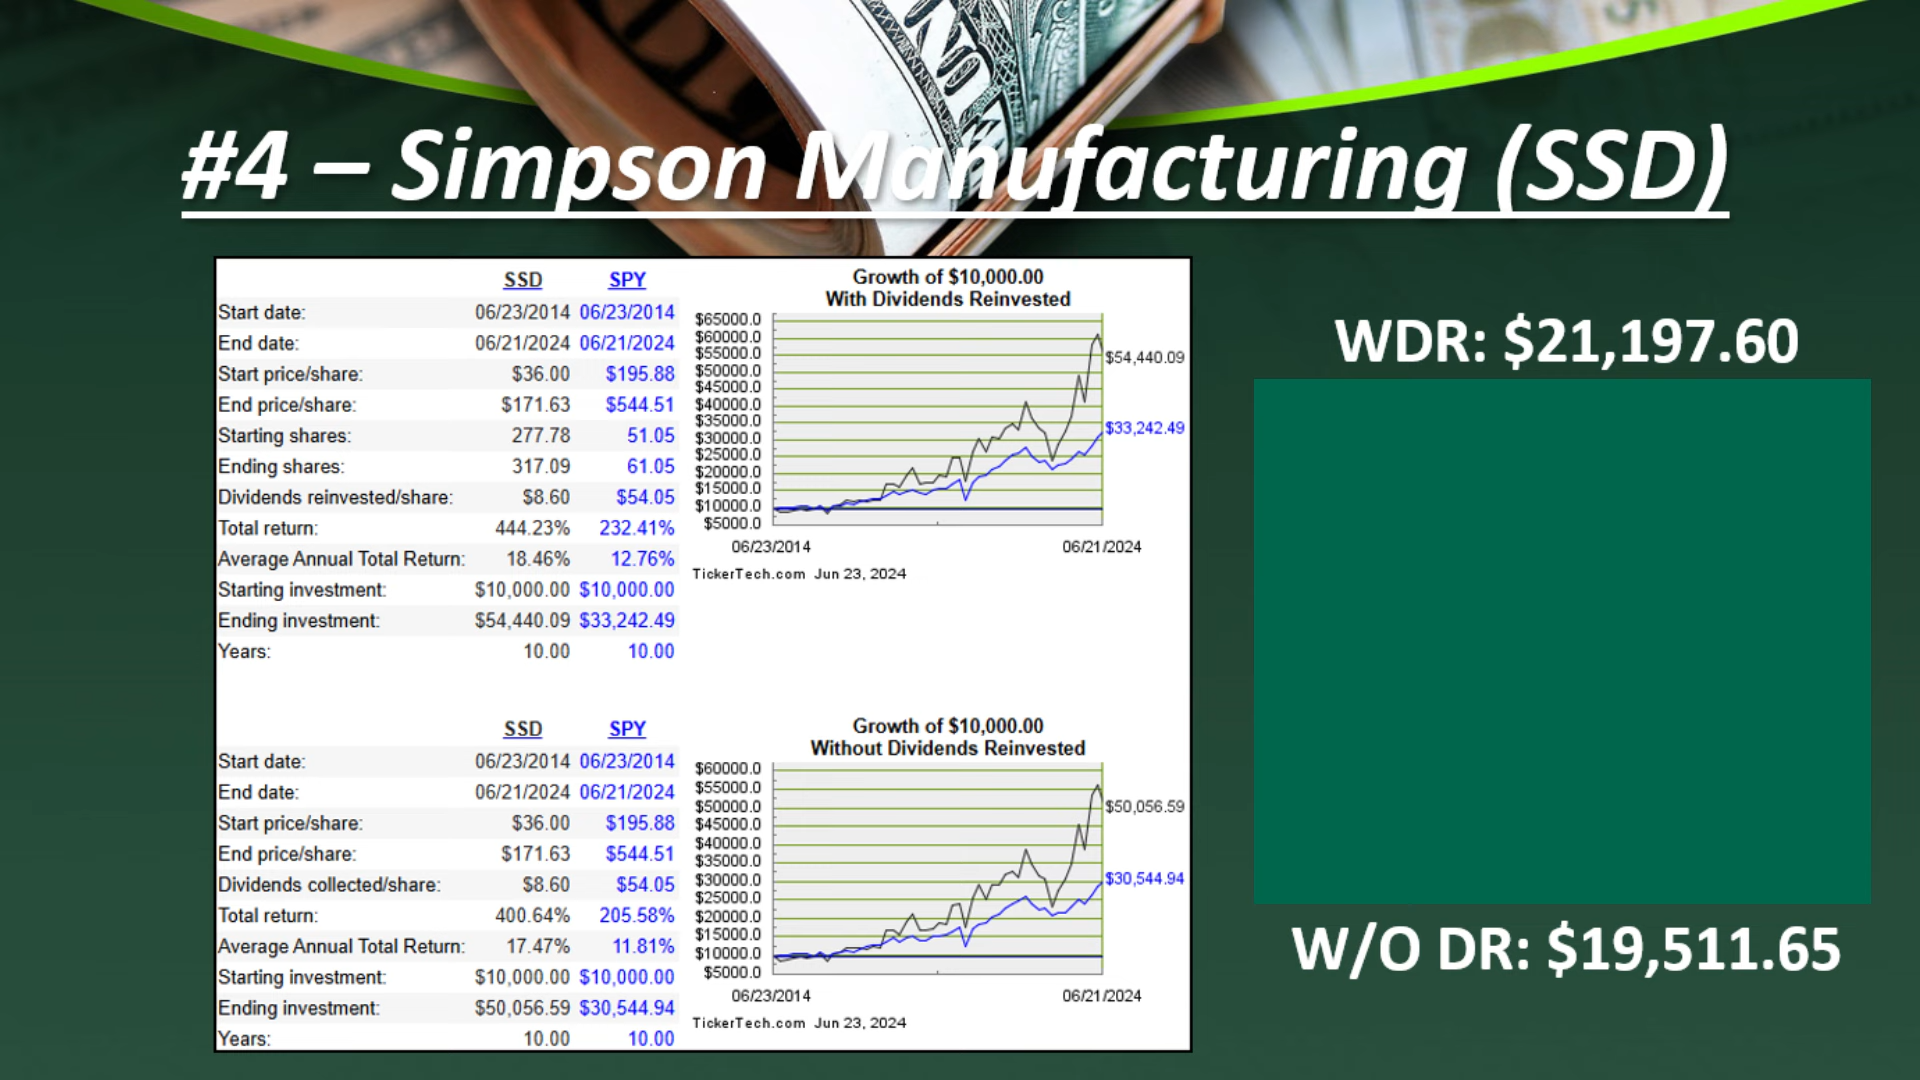 #4 – Simpson Manufacturing (SSD)
SSD SPY
Start date: 06/23/2014 06/23/2014
End date: 06/21/2024 06/21/2024
Start price/share: $36.00 $195.88
End price/share: $171.63 $544.51
Starting shares: 277.78 51.05
Ending shares: 317.09 61.05
Dividends reinvested/share: $8.60 $54.05
Total return: 444.23% 232.41%
Average Annual Total Return: 18.46% 12.76%
Starting investment: $10,000.00 $10,000.00
Ending investment: $54,440.09 $33,242.49
Years: 10.00 10.00
Growth of $10,000.00
With Dividends Reinvested
$65000.0
$60000.0
$55000.0
$50000.0
$45000.0
$40000.0
$35000.0
$30000.0
$25000.0
$20000.0
$15000.0
$10000.0
$5000.0
$54,440.09
$33,242.49
06/23/2014 06/21/2024
TickerTech.com Jun 23, 2024
SSD SPY
Start date: 06/23/2014 06/23/2014
End date: 06/21/2024 06/21/2024
Start price/share: $36.00 $195.88
End price/share: $171.63 $544.51
Dividends collected/share: $8.60 $54.05
Total return: 400.64% 205.58%
Average Annual Total Return: 17.47% 11.81%
Starting investment: $10,000.00 $10,000.00
Ending investment: $50,056.59 $30,544.94
Years: 10.00 10.00
Growth of $10,000.00
Without Dividends Reinvested
$60000.0
$55000.0
$50000.0
$45000.0
$40000.0
$35000.0
$30000.0
$25000.0
$20000.0
$15000.0
$10000.0
$5000.0
$50,056.59
$30,544.94
06/23/2014 06/21/2024
TickerTech.com Jun 23, 2024
WDR: $21,197.60
W/O DR: $19,511.65